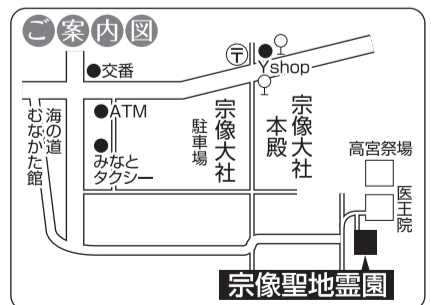 ご案内図
〒
Yshop
交番
ATM
みなと
タクシー
海の道
むなかた館
宗像大社
駐車場
宗像大社
本殿
高宮祭場
医王院
宗像聖地霊園